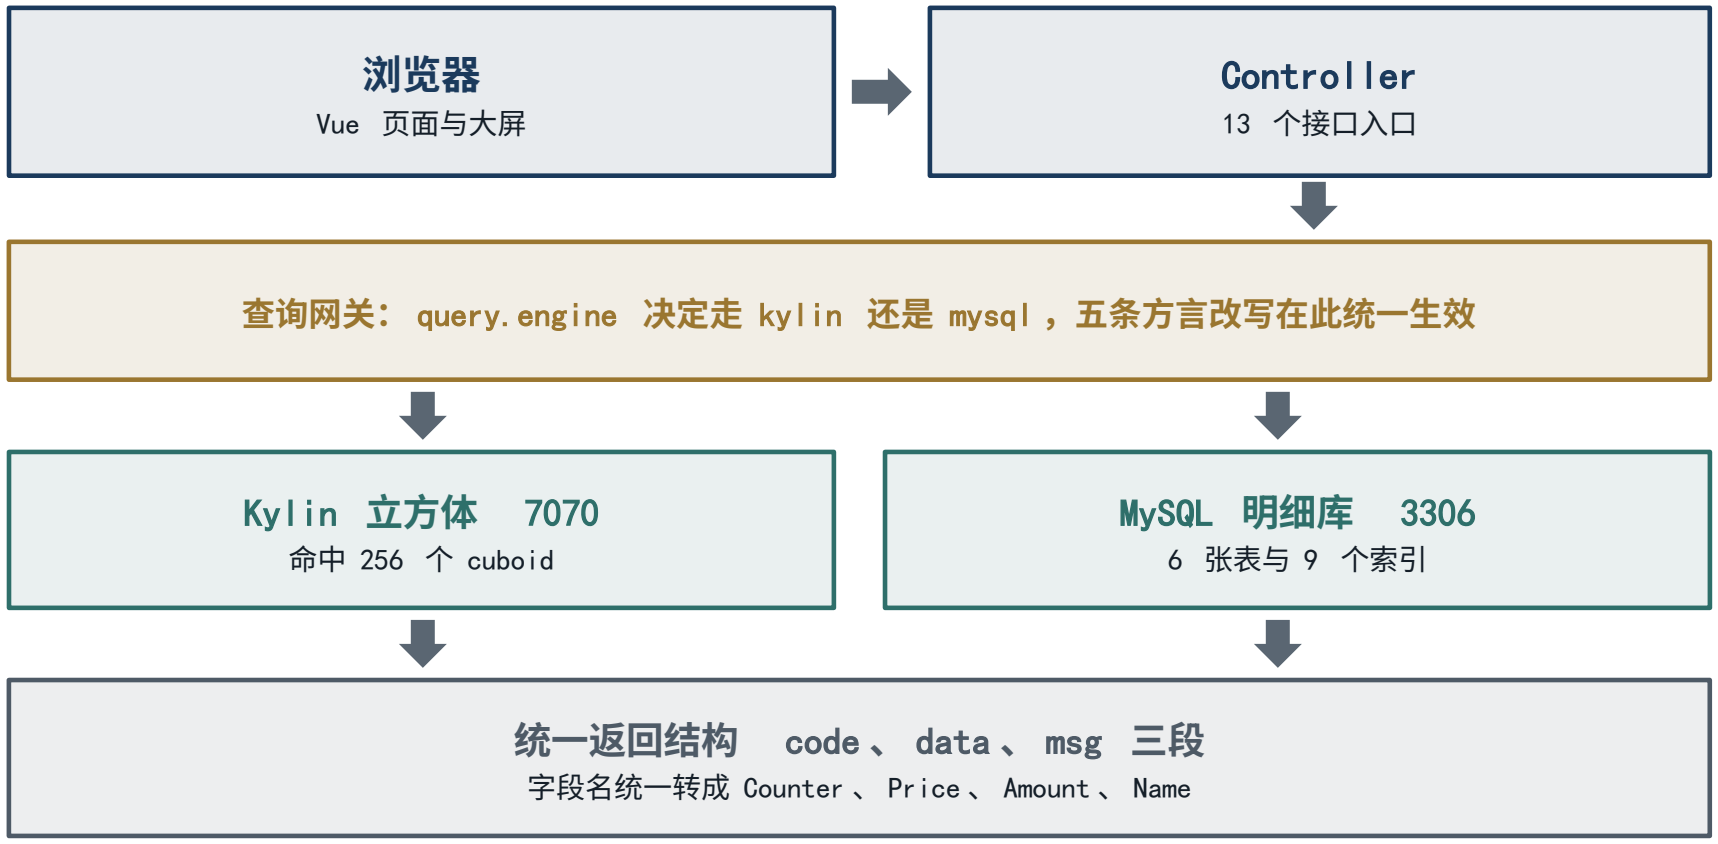 浏览器
Vue 页面与大屏
Controller
13 个接口入口
查询网关：query.engine 决定走 kylin 还是 mysql，五条方言改写在此统一生效
Kylin 立方体 7070
命中 256 个 cuboid
MySQL 明细库 3306
6 张表与 9 个索引
统一返回结构 code、data、msg 三段
字段名统一转成 Counter、Price、Amount、Name